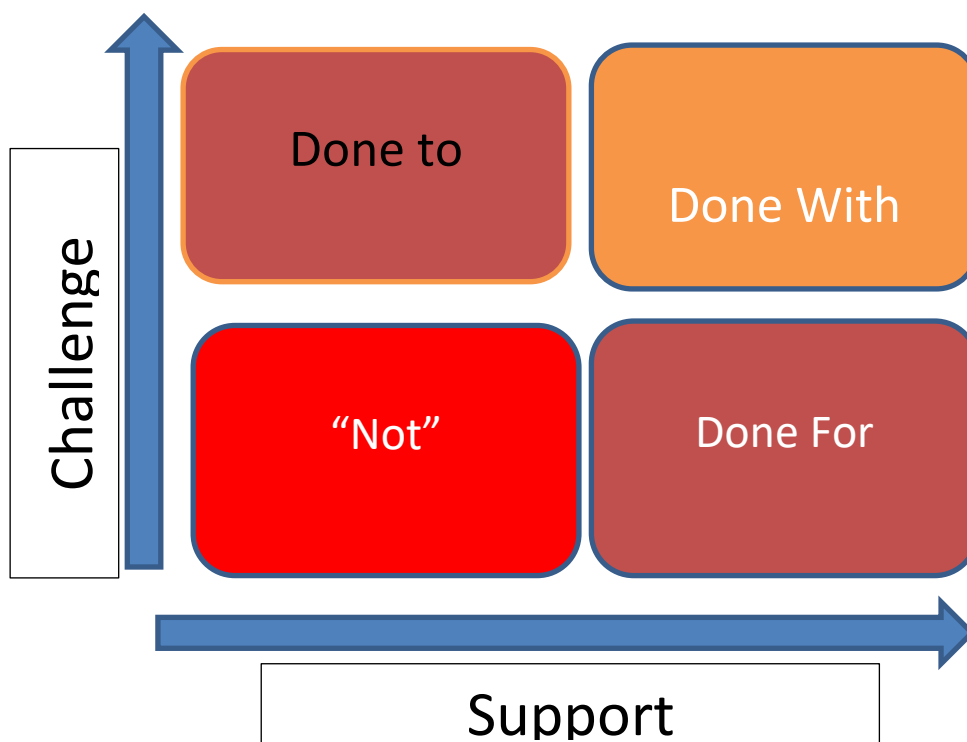 Done to
Done With
Challenge
“Not”
Done For
Support